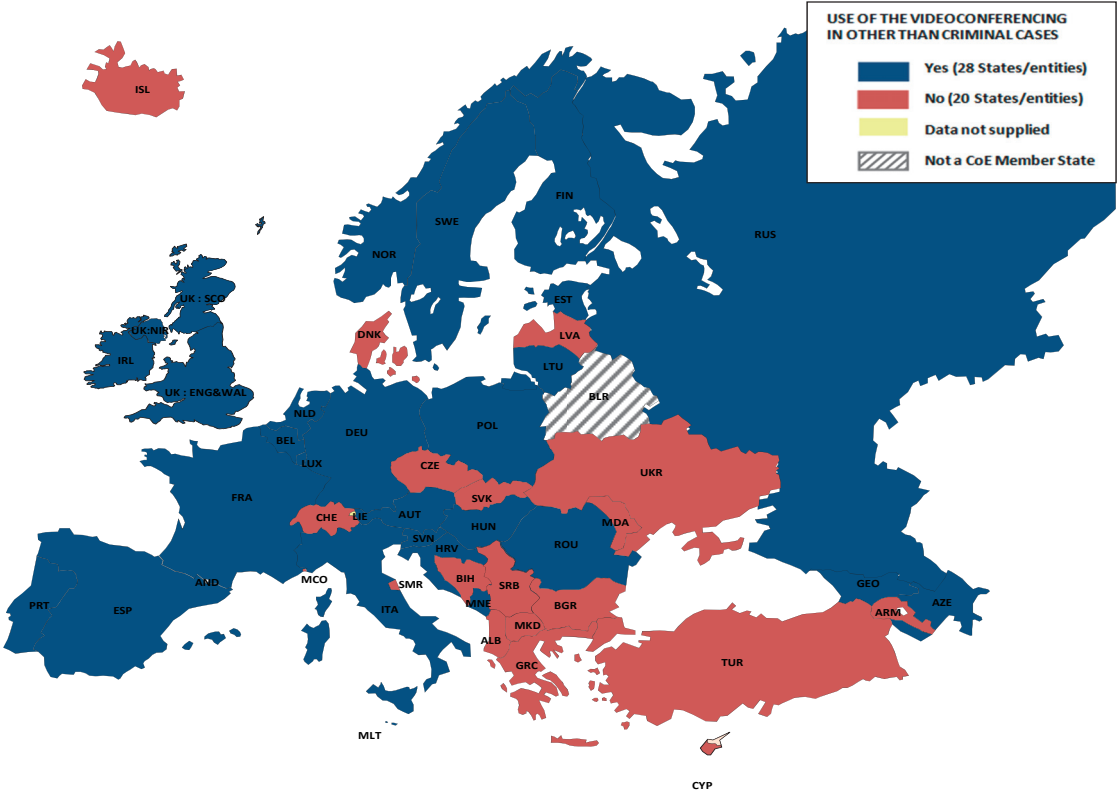 USE OF THE VIDEOCONFERENCING
IN OTHER THAN CRIMINAL CASES
Yes (28 States/entities)
No (20 States/entities)
Data not supplied
Not a CoE Member State
ISL
FIN
SWE
RUS
NOR
UK : SCO
EST
UK:NIR
DNK
LVA
IRL
LTU
UK : ENG&WAL
BLR
NLD
POL
DEU
BEL
LUX
CZE
UKR
FRA
SVK
CHE
LIE
AUT
MDA
HUN
SVN
ROU
HRV
MCO
AND
SMR
BIH
SRB
GEO
PRT
ESP
ITA
MNE
BGR
ARM
AZE
MKD
ALB
GRC
TUR
MLT
CYP